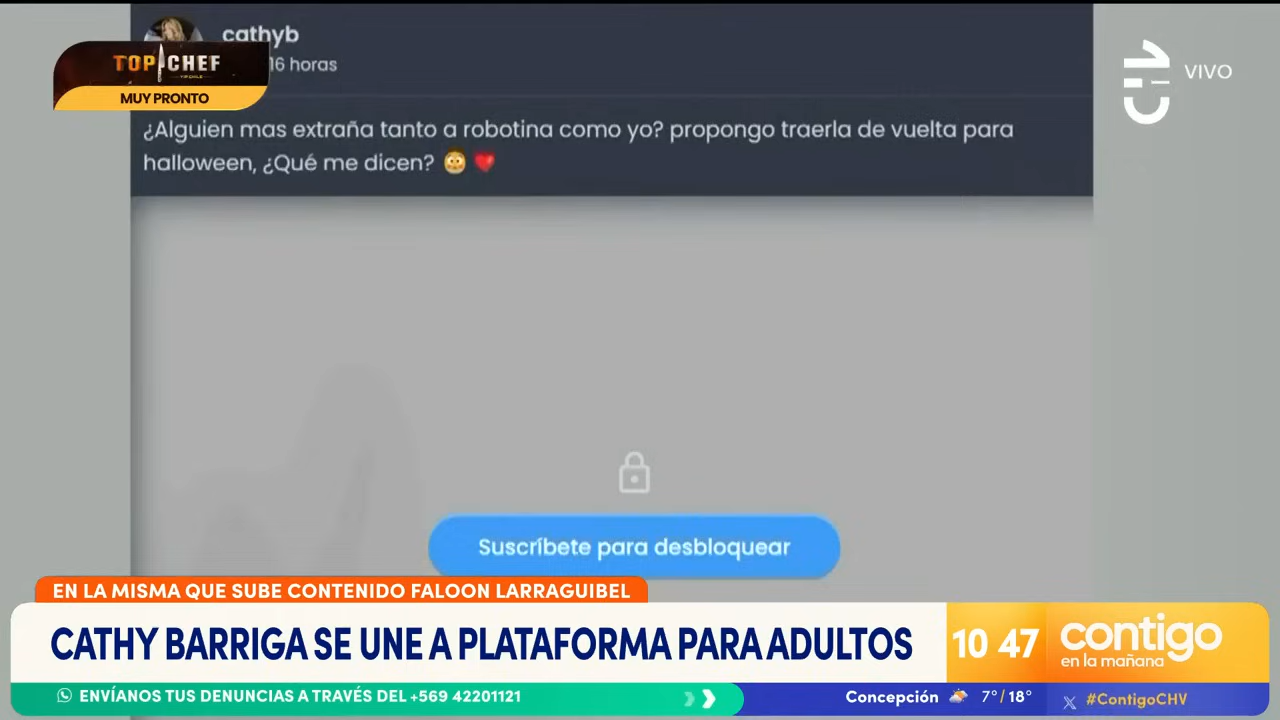 cathyb
TOP CHEF
VIP CHILE
16 horas
MUY PRONTO
VIVO
¿Alguien mas extraña tanto a robotina como yo? propongo traerla de vuelta para
halloween, ¿Qué me dicen? 😳 ❤️
Suscríbete para desbloquear
EN LA MISMA QUE SUBE CONTENIDO FALOON LARRAGUIBEL
CATHY BARRIGA SE UNE A PLATAFORMA PARA ADULTOS
10 47
contigo
en la mañana
ENVÍANOS TUS DENUNCIAS A TRAVÉS DEL +569 42201121
Concepción 7°/18°
#ContigoCHV